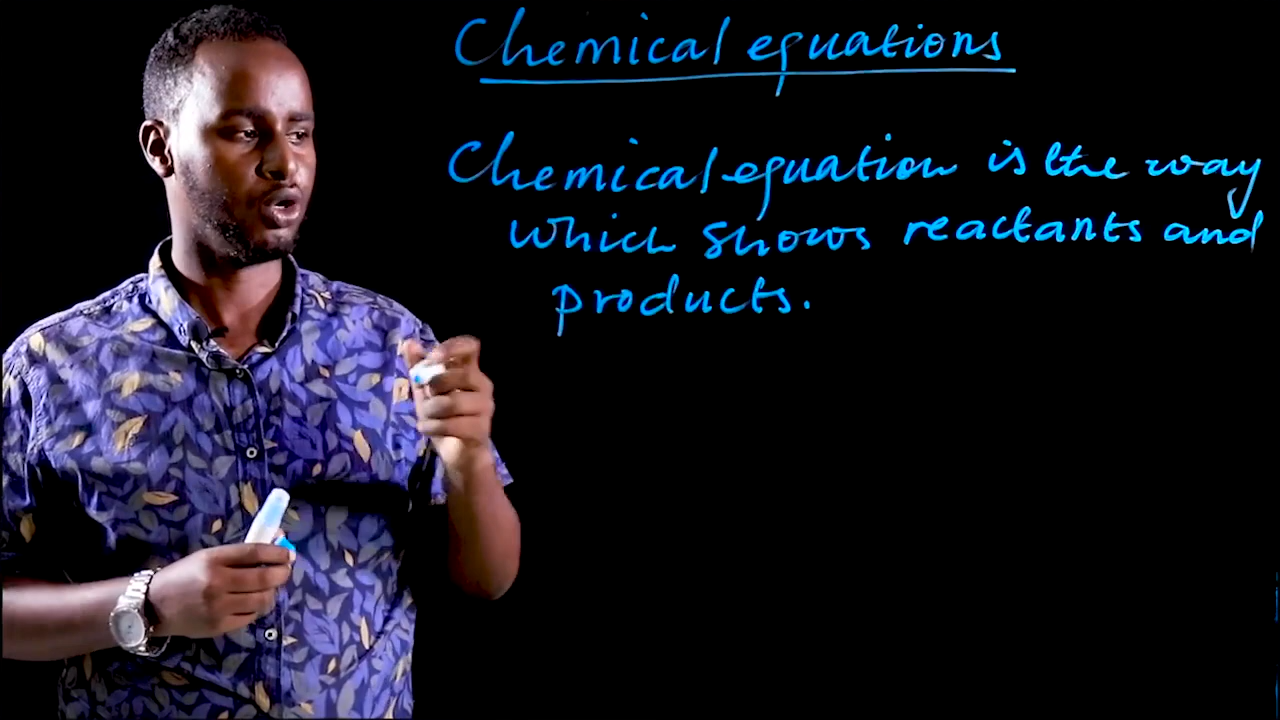 Chemical equations
Chemical equation is the way
which shows reactants and
products.